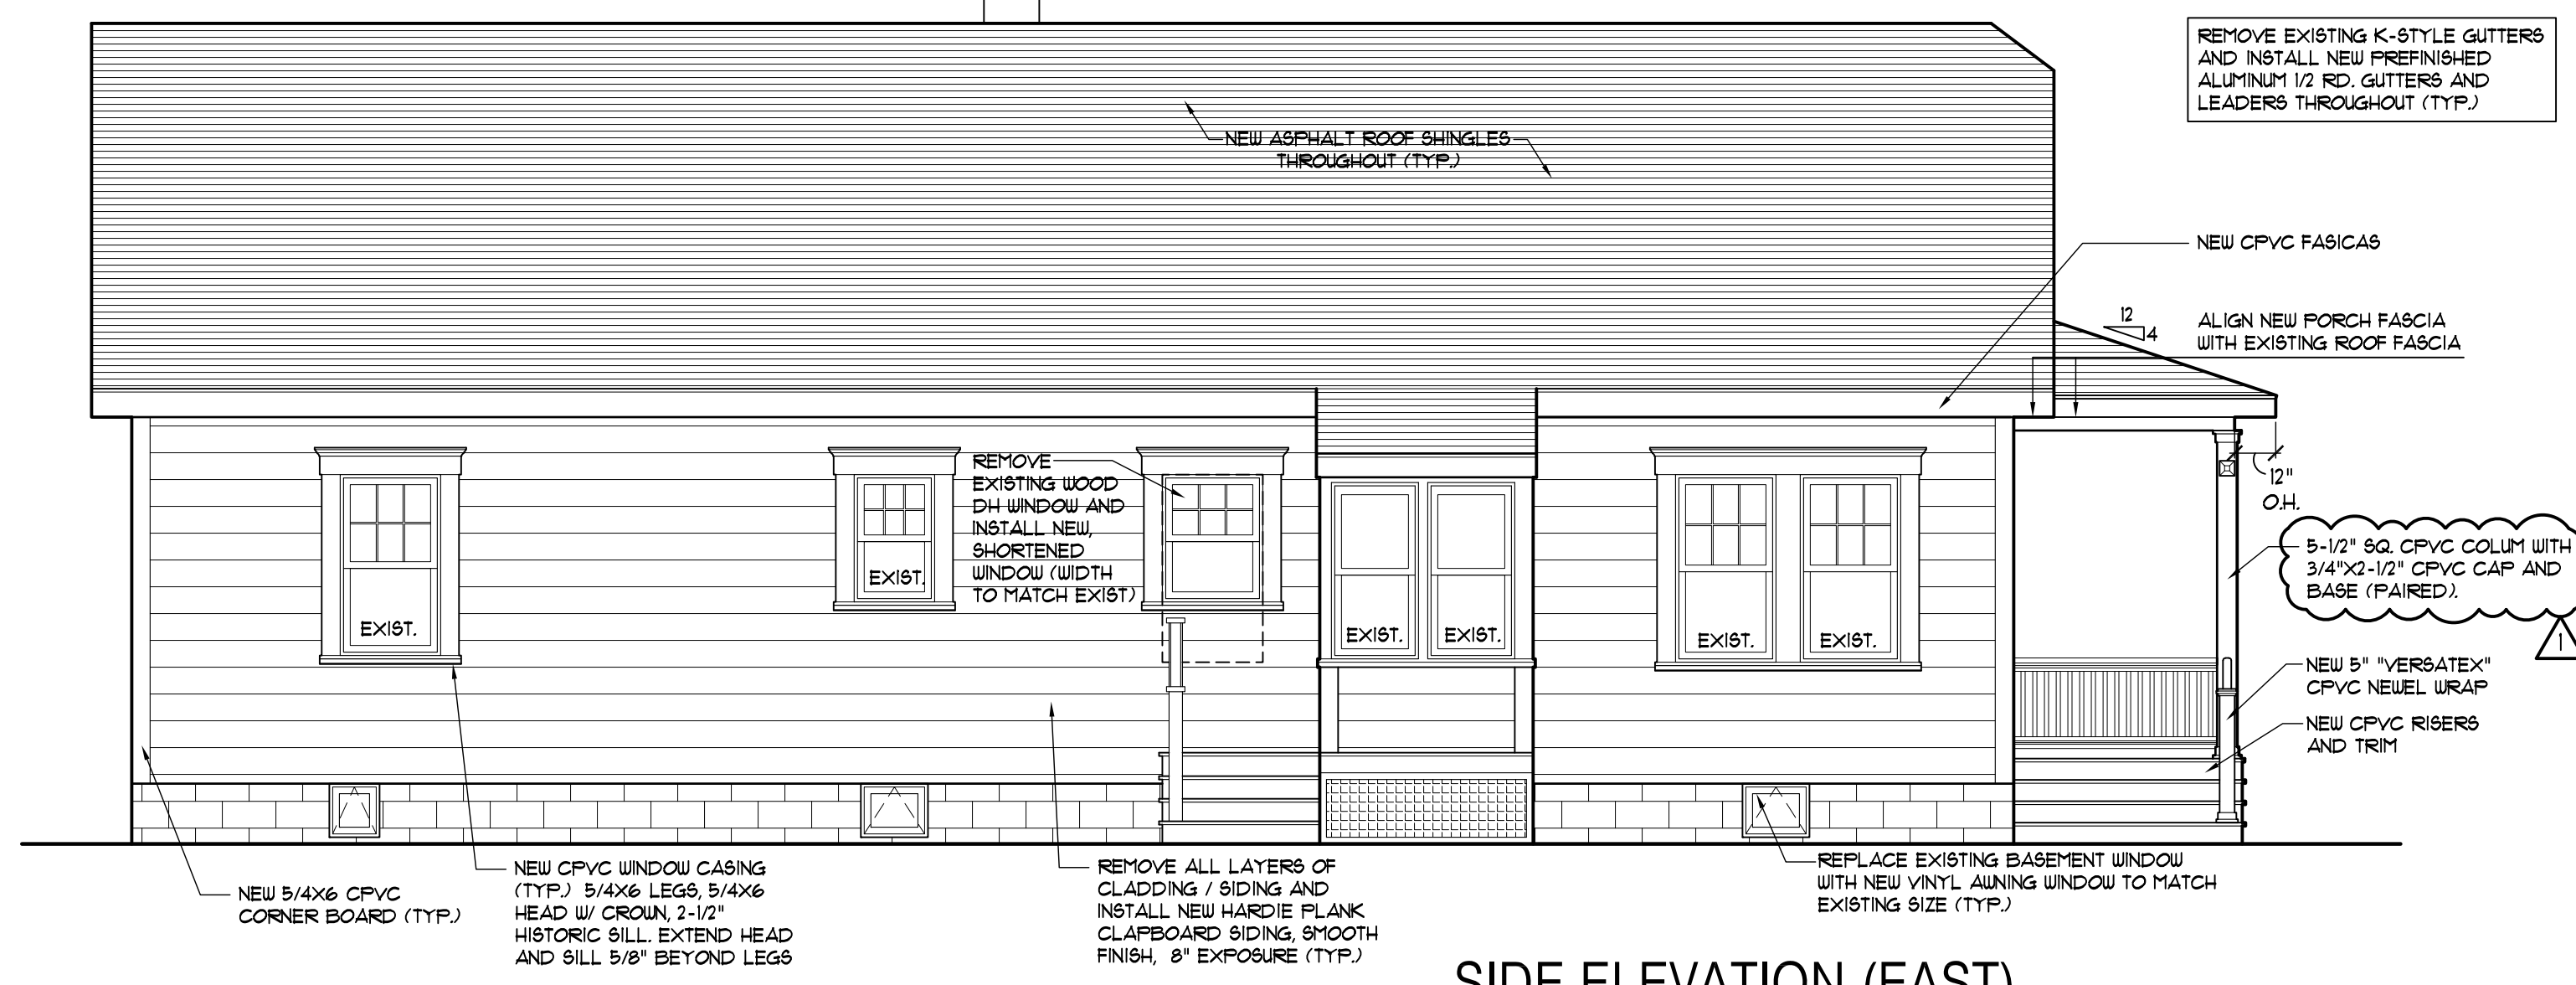 REMOVE EXISTING K-STYLE GUTTERS
AND INSTALL NEW PREFINISHED
ALUMINUM 1/2 RD. GUTTERS AND
LEADERS THROUGHOUT (TYP.)
NEW ASPHALT ROOF SHINGLES
THROUGHOUT (TYP.)
NEW CPVC FASICAS
12
4
ALIGN NEW PORCH FASCIA
WITH EXISTING ROOF FASCIA
REMOVE
EXISTING WOOD
DH WINDOW AND
INSTALL NEW,
SHORTENED
WINDOW (WIDTH
TO MATCH EXIST)
12"
O.H.
EXIST.
EXIST.
EXIST.
EXIST.
EXIST.
EXIST.
5-1/2" SQ. CPVC COLUM WITH
3/4"X2-1/2" CPVC CAP AND
BASE (PAIRED).
1
NEW 5" "VERSATEX"
CPVC NEWEL WRAP
NEW CPVC RISERS
AND TRIM
NEW 5/4X6 CPVC
CORNER BOARD (TYP.)
NEW CPVC WINDOW CASING
(TYP.) 5/4X6 LEGS, 5/4X6
HEAD W/ CROWN, 2-1/2"
HISTORIC SILL. EXTEND HEAD
AND SILL 5/8" BEYOND LEGS
REMOVE ALL LAYERS OF
CLADDING / SIDING AND
INSTALL NEW HARDIE PLANK
CLAPBOARD SIDING, SMOOTH
FINISH, 8" EXPOSURE (TYP.)
REPLACE EXISTING BASEMENT WINDOW
WITH NEW VINYL AWNING WINDOW TO MATCH
EXISTING SIZE (TYP.)
SIDE ELEVATION (EAST)